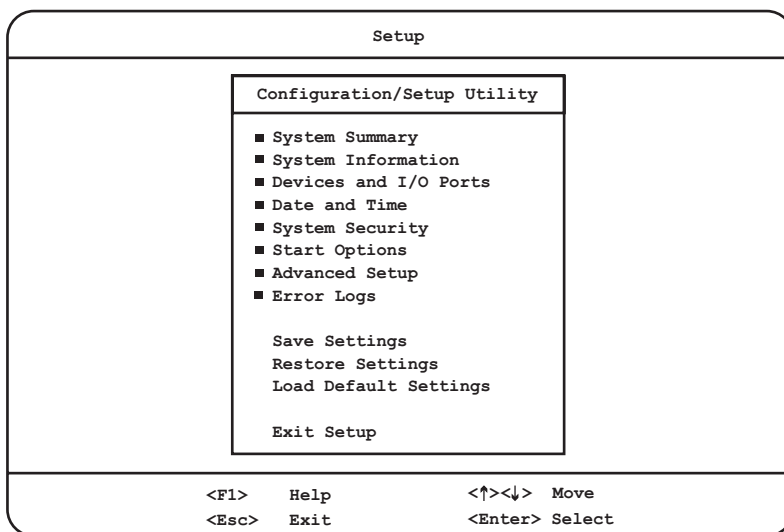 Setup
Configuration/Setup Utility
■ System Summary
■ System Information
■ Devices and I/O Ports
■ Date and Time
■ System Security
■ Start Options
■ Advanced Setup
■ Error Logs
Save Settings
Restore Settings
Load Default Settings
Exit Setup
<F1> Help <↑><↓> Move
<Esc> Exit <Enter> Select